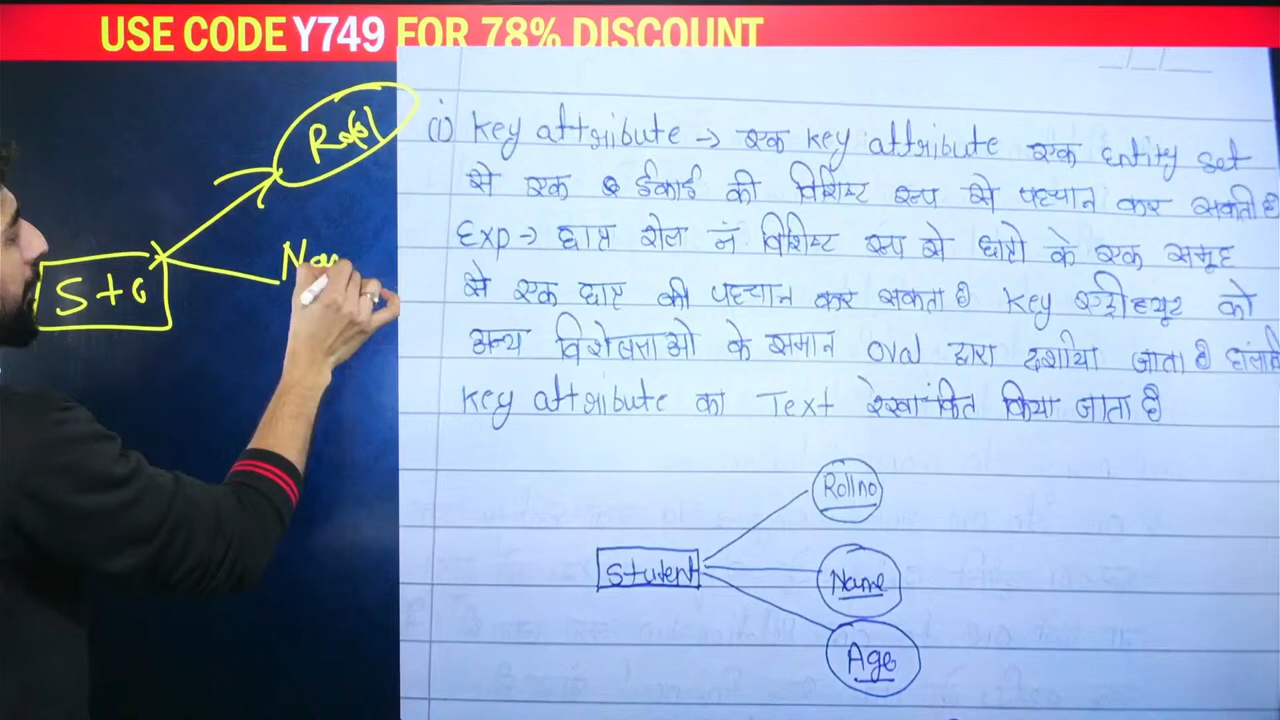 USE CODE Y749 FOR 78% DISCOUNT
Roll
Nam
(i) Key attribute → एक key attribute एक Entity set
से एक ईकाई की विशिष्ट रूप से पहचान कर सकती है
Exp → छात्र रोल नं विशिष्ट रूप से छात्रो के एक समूह
से एक छात्र की पहचान कर सकता है Key एट्रीब्यूट को
अन्य विशेषताओ के समान oval द्वारा दर्शाया जाता है
Key attribute का Text रेखांकित किया जाता है
Rollno
Student
Name
Age